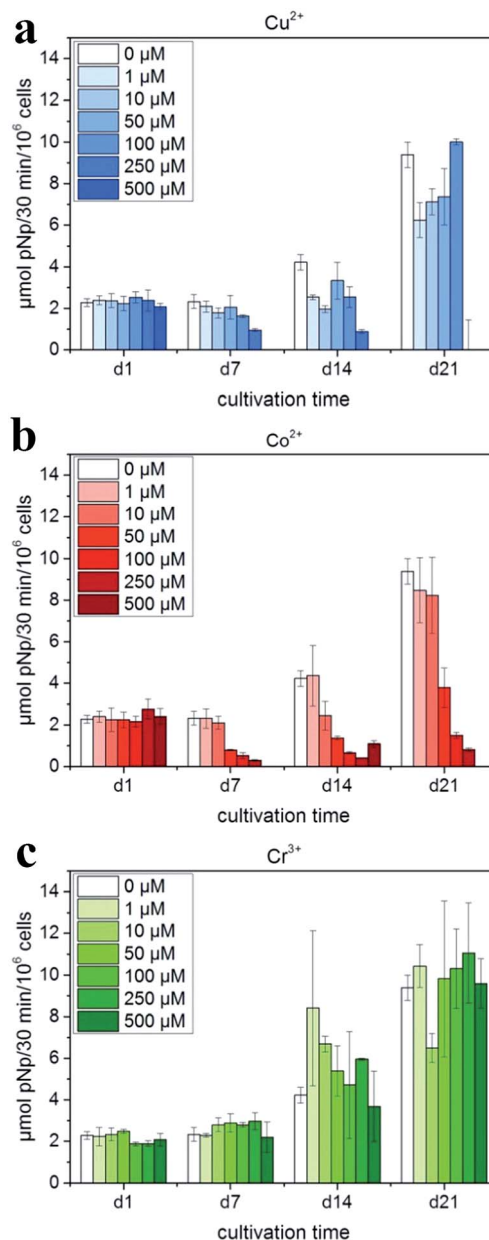 a
Cu²⁺
µmol pNp/30 min/10⁶ cells
14
12
10
8
6
4
2
0
0 µM
1 µM
10 µM
50 µM
100 µM
250 µM
500 µM
d1 d7 d14 d21
cultivation time
b
Co²⁺
µmol pNp/30 min/10⁶ cells
14
12
10
8
6
4
2
0
0 µM
1 µM
10 µM
50 µM
100 µM
250 µM
500 µM
d1 d7 d14 d21
cultivation time
c
Cr³⁺
µmol pNp/30 min/10⁶ cells
14
12
10
8
6
4
2
0
0 µM
1 µM
10 µM
50 µM
100 µM
250 µM
500 µM
d1 d7 d14 d21
cultivation time